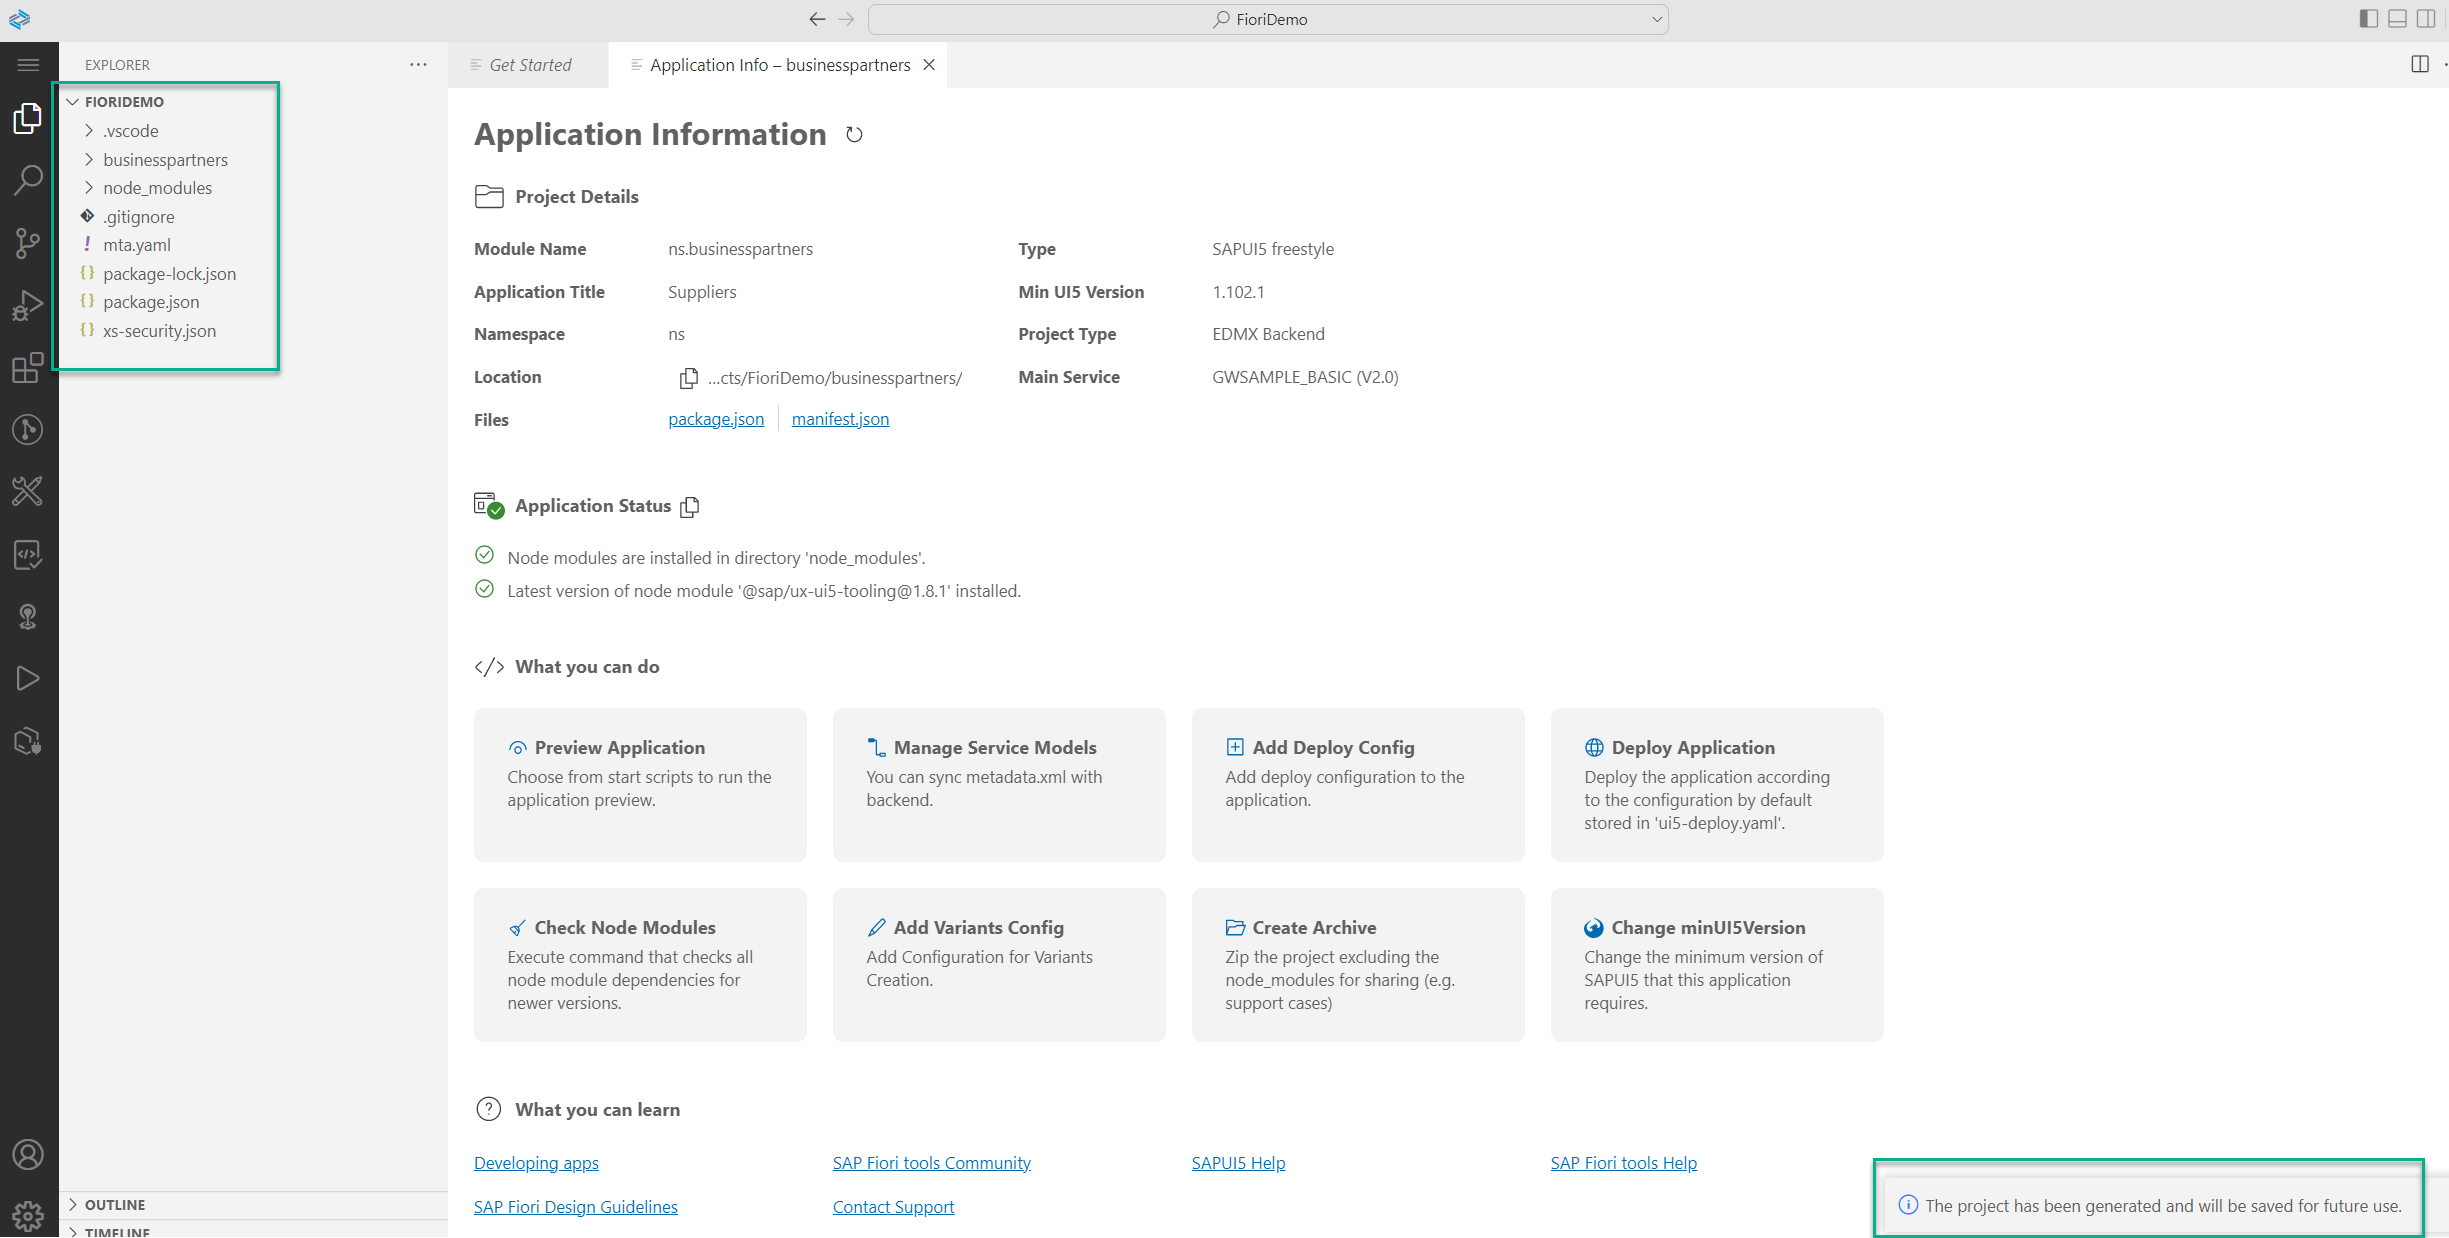 FioriDemo
EXPLORER
Get Started
Application Info – businesspartners
FIORIDEMO
.vscode
businesspartners
node_modules
.gitignore
! mta.yaml
{} package-lock.json
{} package.json
{} xs-security.json
OUTLINE
TIMELINE
Application Information
Project Details
Module Name ns.businesspartners Type SAPUI5 freestyle
Application Title Suppliers Min UI5 Version 1.102.1
Namespace ns Project Type EDMX Backend
Location ...cts/FioriDemo/businesspartners/ Main Service GWSAMPLE_BASIC (V2.0)
Files package.json manifest.json
Application Status
Node modules are installed in directory 'node_modules'.
Latest version of node module '@sap/ux-ui5-tooling@1.8.1' installed.
</> What you can do
Preview Application
Choose from start scripts to run the
application preview.
Manage Service Models
You can sync metadata.xml with
backend.
Add Deploy Config
Add deploy configuration to the
application.
Deploy Application
Deploy the application according
to the configuration by default
stored in 'ui5-deploy.yaml'.
Check Node Modules
Execute command that checks all
node module dependencies for
newer versions.
Add Variants Config
Add Configuration for Variants
Creation.
Create Archive
Zip the project excluding the
node_modules for sharing (e.g.
support cases)
Change minUI5Version
Change the minimum version of
SAPUI5 that this application
requires.
? What you can learn
Developing apps SAP Fiori tools Community SAPUI5 Help SAP Fiori tools Help
SAP Fiori Design Guidelines Contact Support
The project has been generated and will be saved for future use.